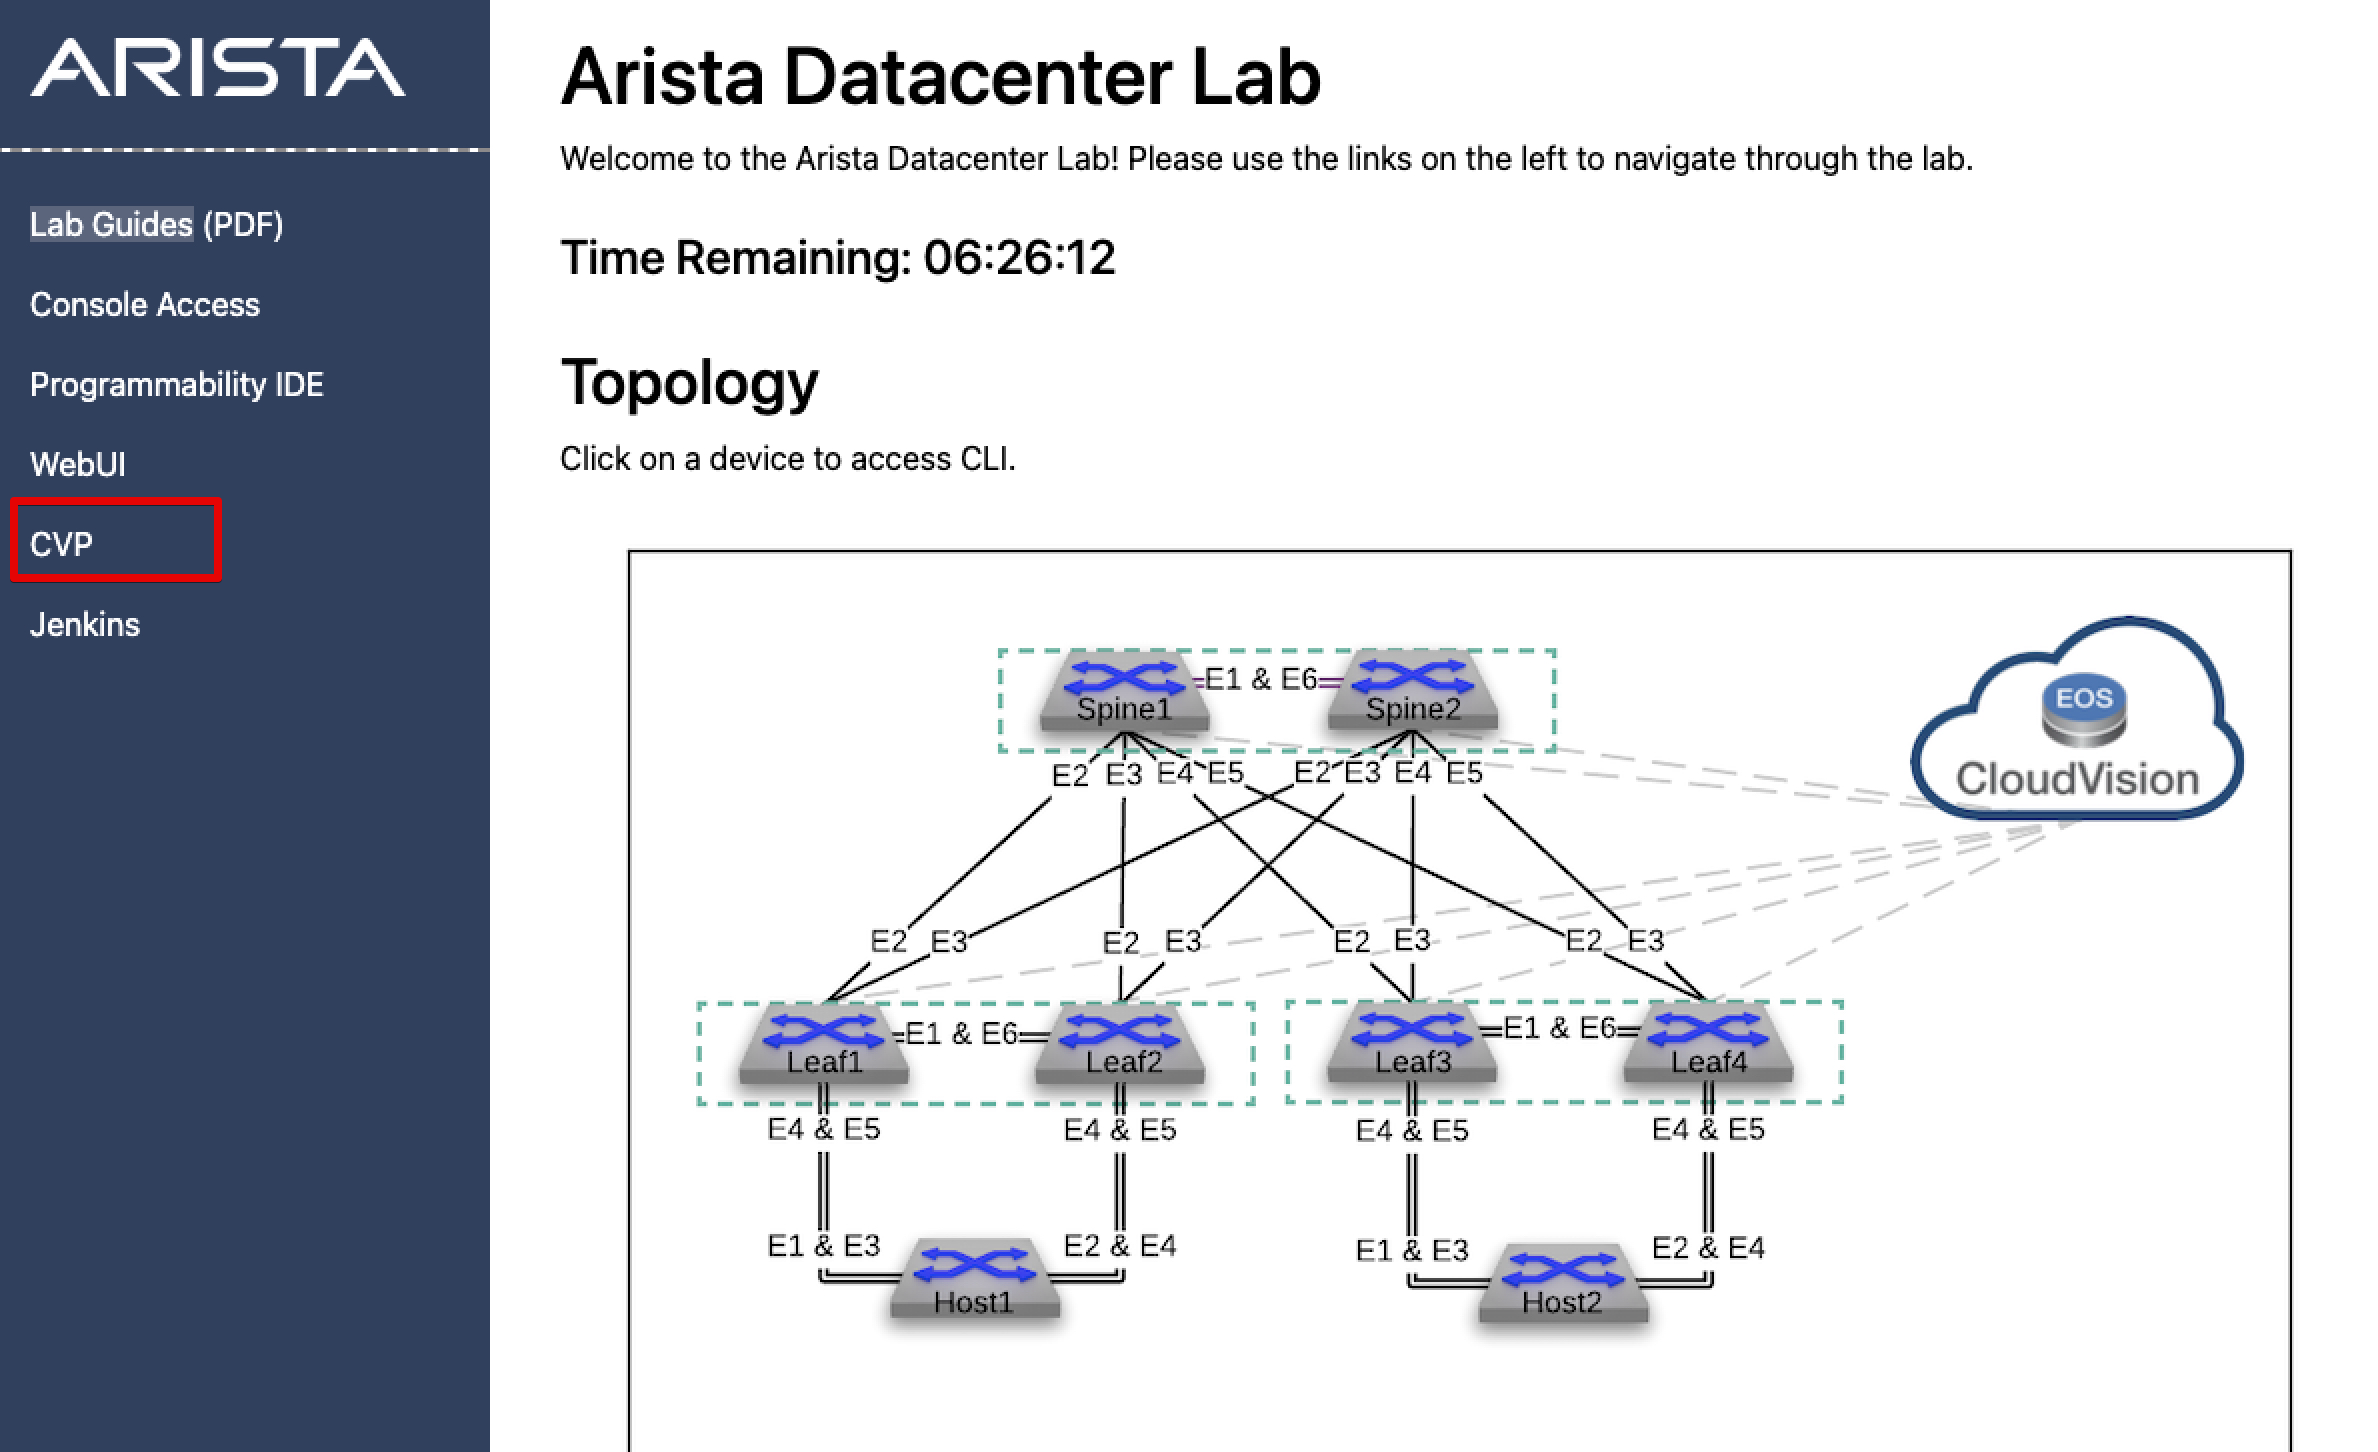 ARISTA
Lab Guides (PDF)
Console Access
Programmability IDE
WebUI
CVP
Jenkins
Arista Datacenter Lab
Welcome to the Arista Datacenter Lab! Please use the links on the left to navigate through the lab.
Time Remaining: 06:26:12
Topology
Click on a device to access CLI.
E1 & E6
Spine1
Spine2
EOS
CloudVision
E2 E3 E4 E5 E2 E3 E4 E5
E2 E3 E2 E3 E2 E3 E2 E3
E1 & E6 E1 & E6
Leaf1 Leaf2 Leaf3 Leaf4
E4 & E5 E4 & E5 E4 & E5 E4 & E5
E1 & E3 E2 & E4 E1 & E3 E2 & E4
Host1 Host2